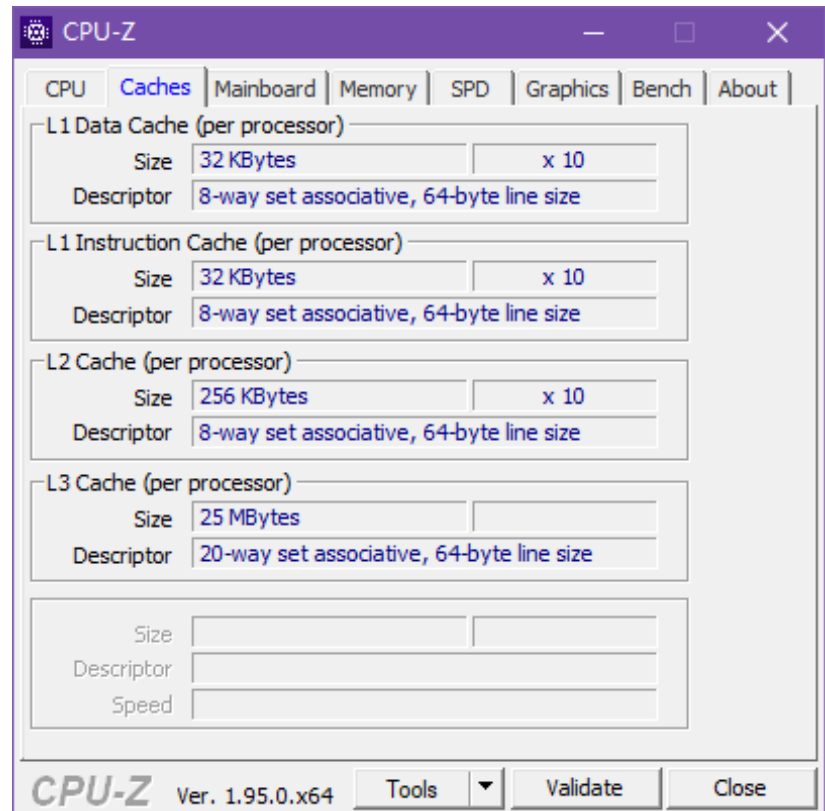 CPU-Z
CPU Caches Mainboard Memory SPD Graphics Bench About
L1 Data Cache (per processor)
Size 32 KBytes x 10
Descriptor 8-way set associative, 64-byte line size
L1 Instruction Cache (per processor)
Size 32 KBytes x 10
Descriptor 8-way set associative, 64-byte line size
L2 Cache (per processor)
Size 256 KBytes x 10
Descriptor 8-way set associative, 64-byte line size
L3 Cache (per processor)
Size 25 MBytes
Descriptor 20-way set associative, 64-byte line size
Size
Descriptor
Speed
CPU-Z Ver. 1.95.0.x64 Tools Validate Close